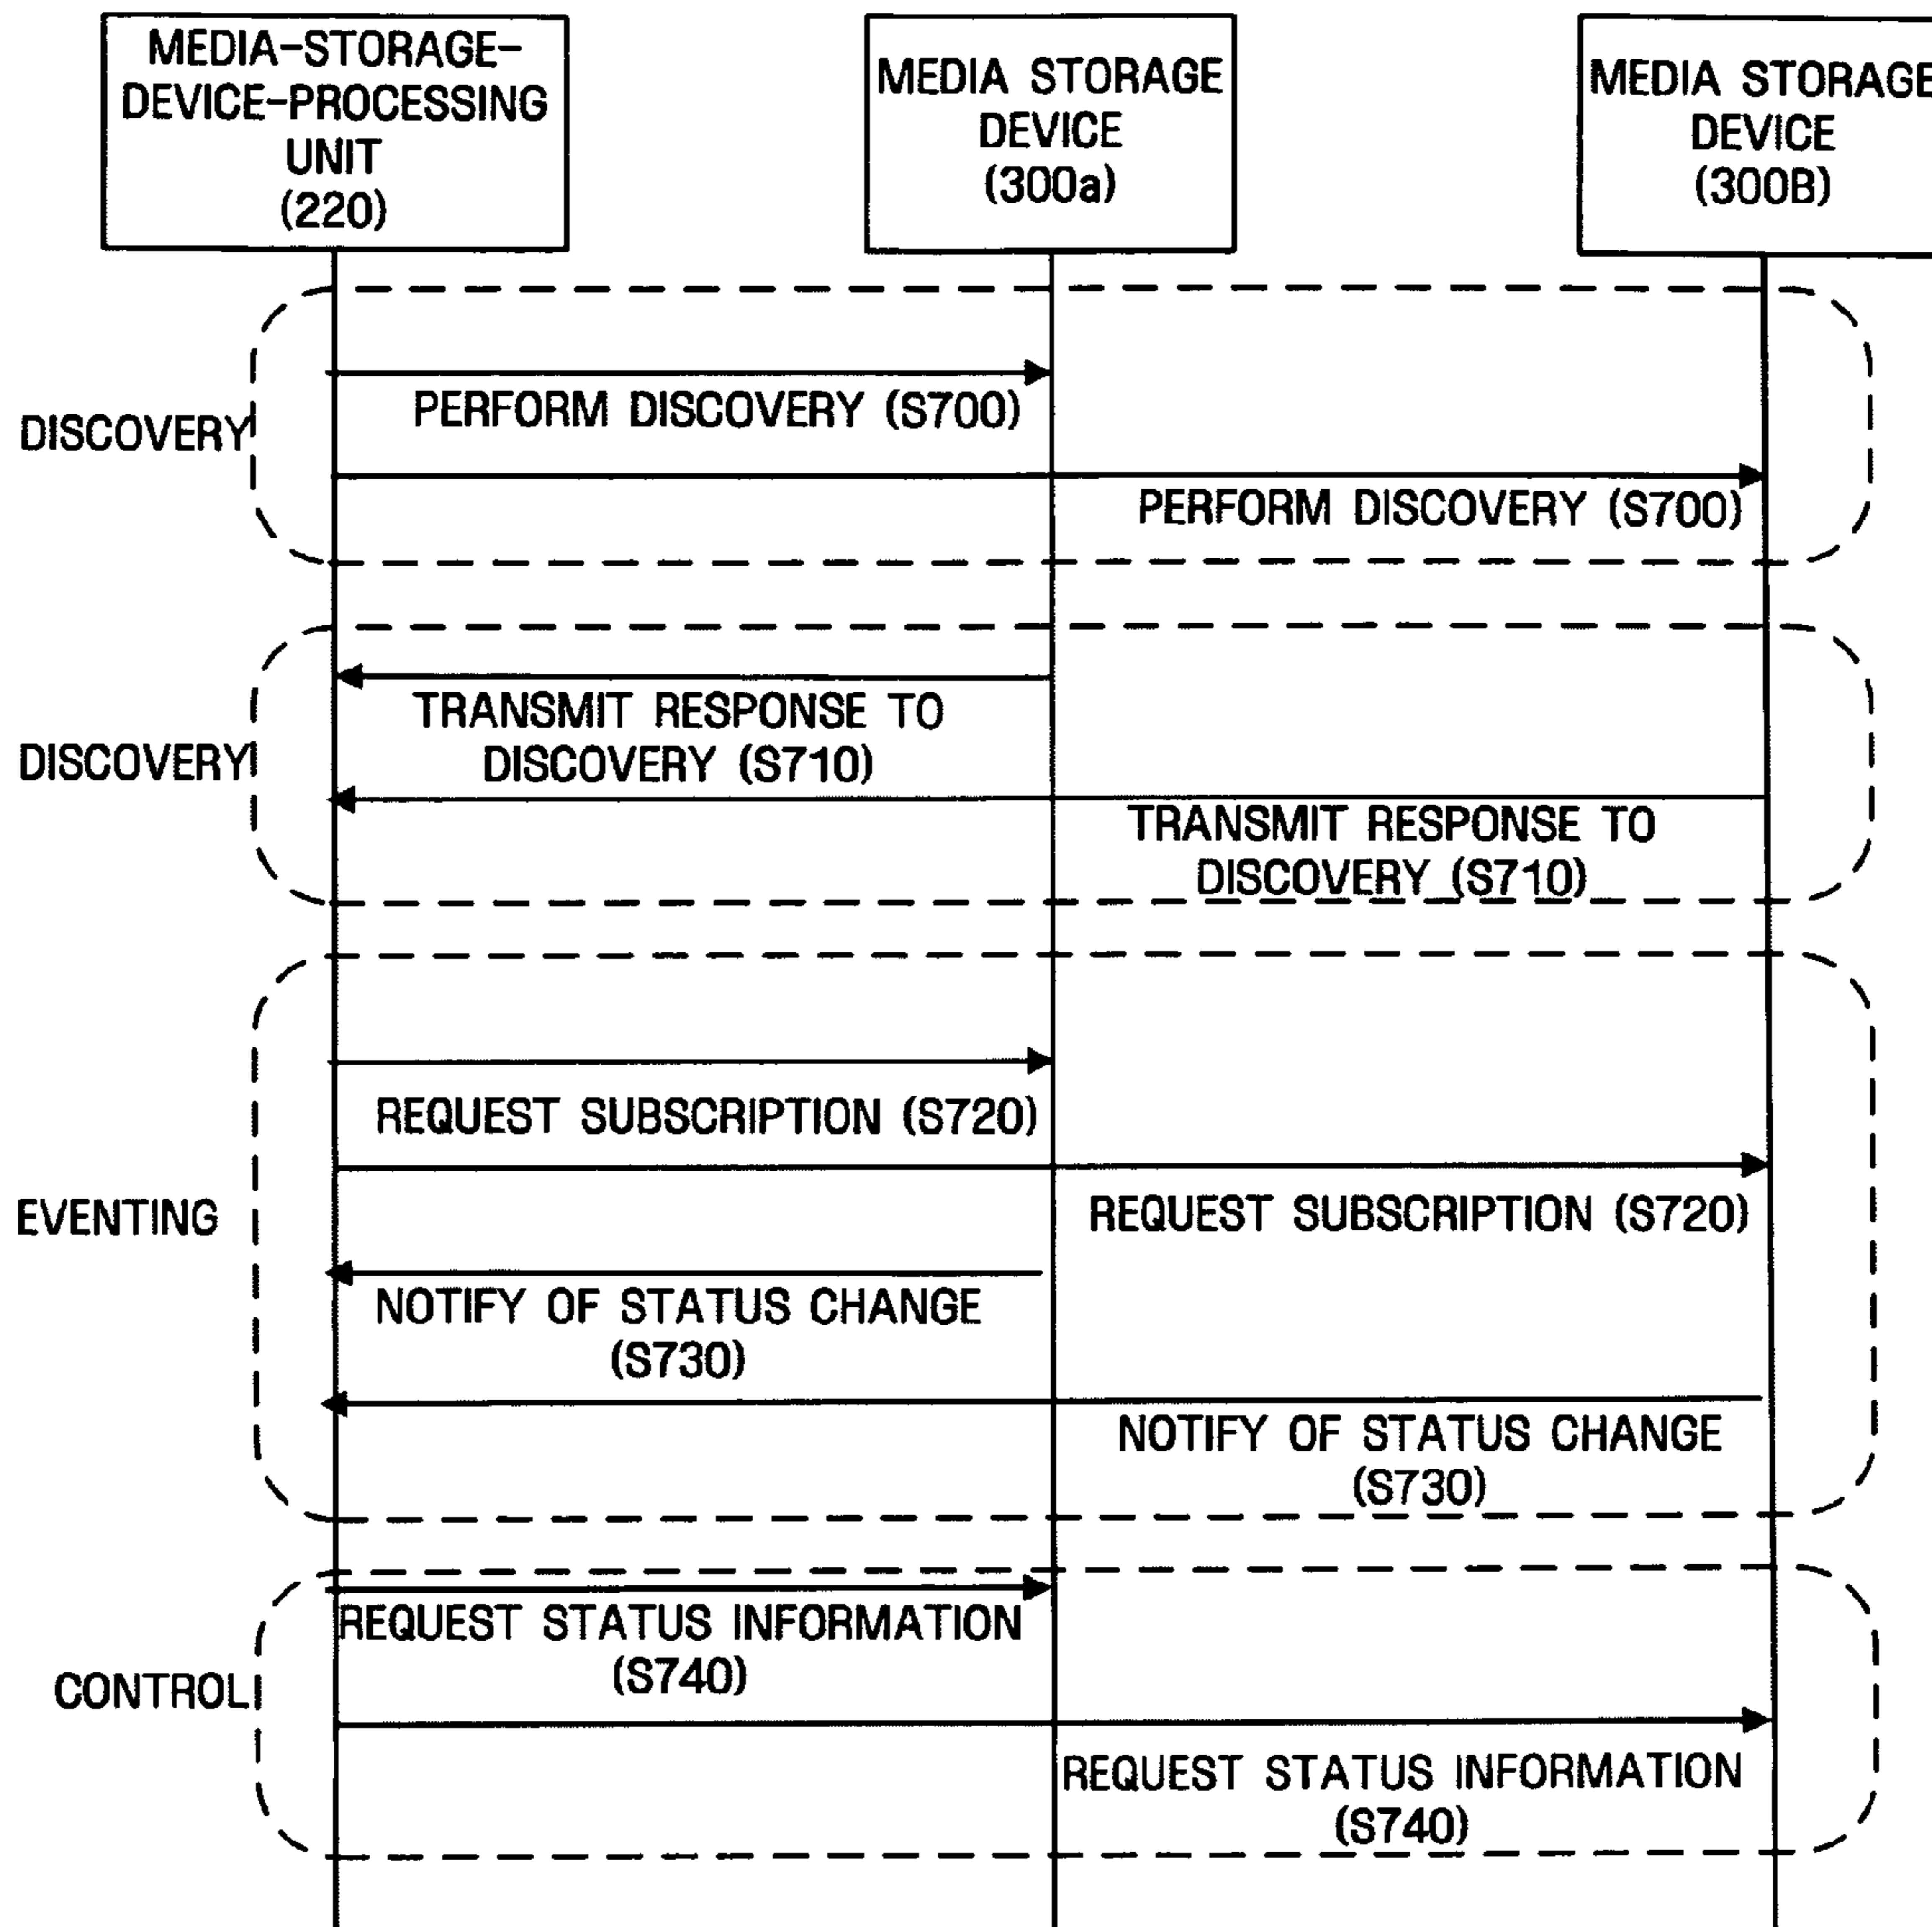 MEDIA-STORAGE-
DEVICE-PROCESSING
UNIT
(220)
MEDIA STORAGE
DEVICE
(300a)
MEDIA STORAGE
DEVICE
(300B)
DISCOVERY
PERFORM DISCOVERY (S700)
PERFORM DISCOVERY (S700)
DISCOVERY
TRANSMIT RESPONSE TO
DISCOVERY (S710)
TRANSMIT RESPONSE TO
DISCOVERY (S710)
EVENTING
REQUEST SUBSCRIPTION (S720)
REQUEST SUBSCRIPTION (S720)
NOTIFY OF STATUS CHANGE
(S730)
NOTIFY OF STATUS CHANGE
(S730)
CONTROL
REQUEST STATUS INFORMATION
(S740)
REQUEST STATUS INFORMATION
(S740)